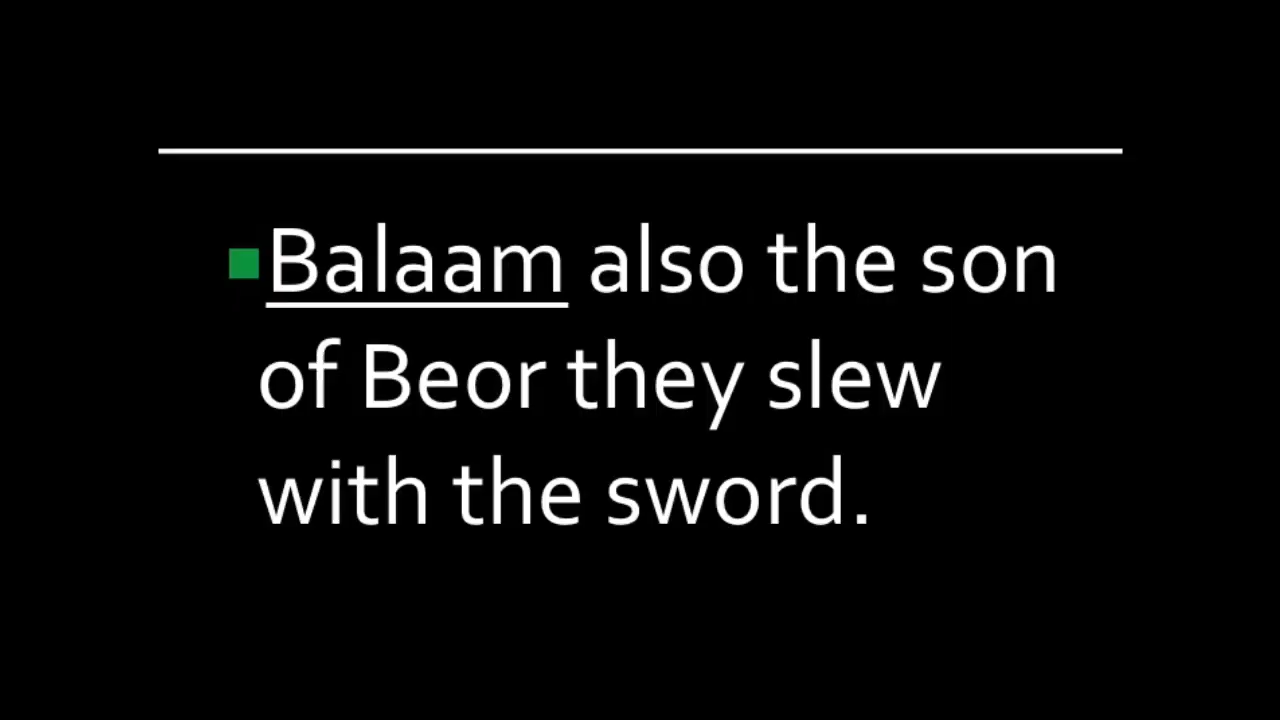 Balaam also the son
of Beor they slew
with the sword.